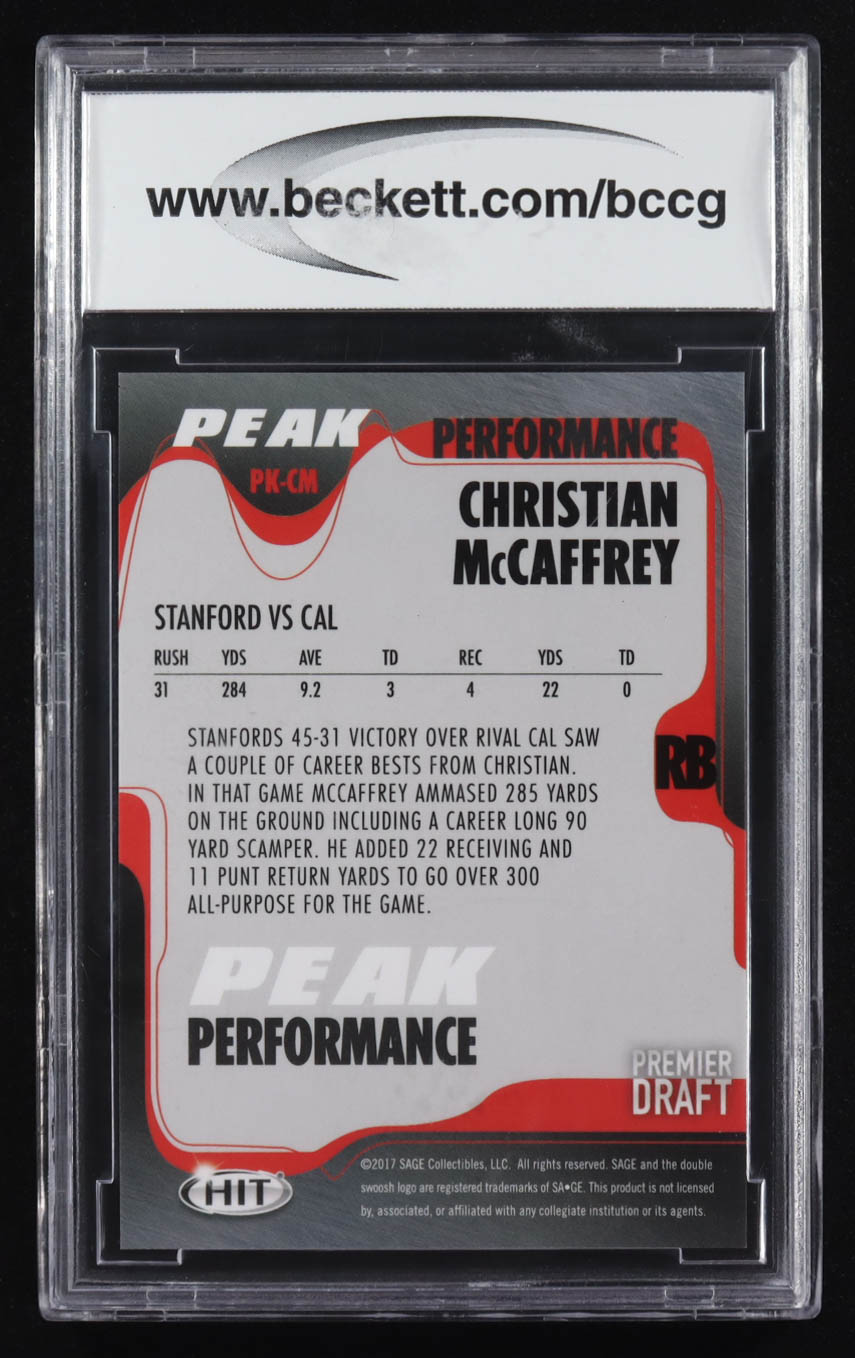 www.beckett.com/bccg
PEAK PERFORMANCE
PK-CM
CHRISTIAN
McCAFFREY
STANFORD VS CAL
RUSH YDS AVE TD REC YDS TD
31 284 9.2 3 4 22 0
STANFORDS 45-31 VICTORY OVER RIVAL CAL SAW
A COUPLE OF CAREER BESTS FROM CHRISTIAN.
IN THAT GAME MCCAFFREY AMMASED 285 YARDS
ON THE GROUND INCLUDING A CAREER LONG 90
YARD SCAMPER. HE ADDED 22 RECEIVING AND
11 PUNT RETURN YARDS TO GO OVER 300
ALL-PURPOSE FOR THE GAME.
RB
PEAK
PERFORMANCE
PREMIER
DRAFT
HIT
©2017 SAGE Collectibles, LLC. All rights reserved. SAGE and the double
swoosh logo are registered trademarks of SA•GE. This product is not licensed
by, associated, or affiliated with any collegiate institution or its agents.